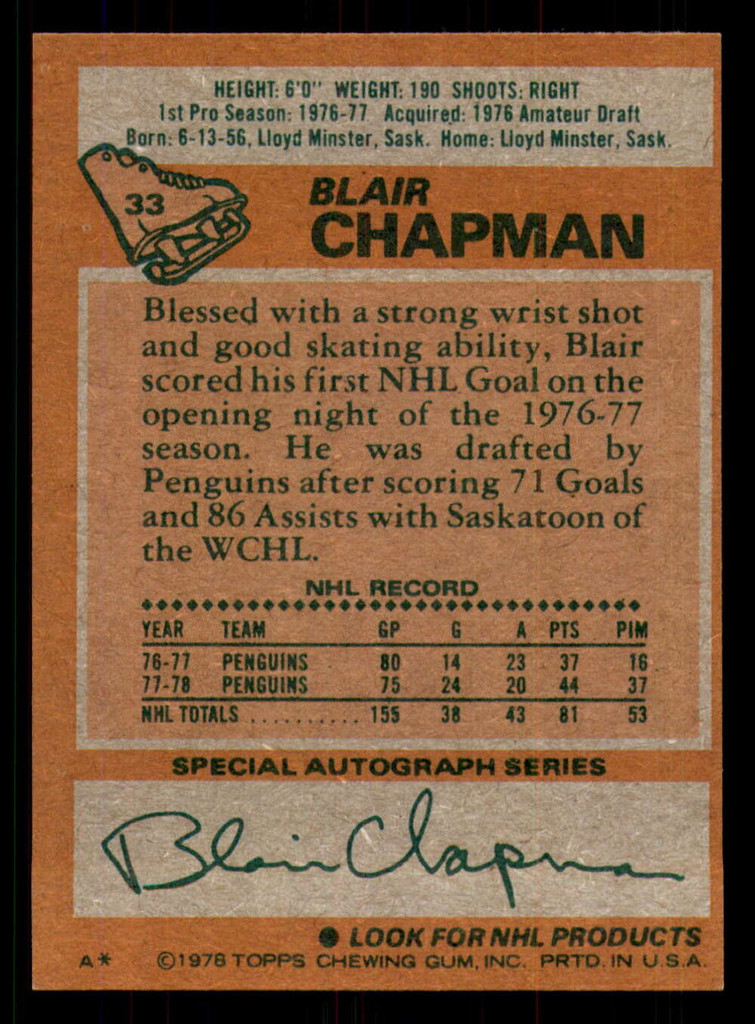 HEIGHT: 6'0" WEIGHT: 190 SHOOTS: RIGHT
1st Pro Season: 1976-77 Acquired: 1976 Amateur Draft
Born: 6-13-56, Lloyd Minster, Sask. Home: Lloyd Minster, Sask.
33
BLAIR
CHAPMAN
Blessed with a strong wrist shot
and good skating ability, Blair
scored his first NHL Goal on the
opening night of the 1976-77
season. He was drafted by
Penguins after scoring 71 Goals
and 86 Assists with Saskatoon of
the WCHL.
NHL RECORD
YEAR TEAM GP G A PTS PIM
76-77 PENGUINS 80 14 23 37 16
77-78 PENGUINS 75 24 20 44 37
NHL TOTALS .......... 155 38 43 81 53
SPECIAL AUTOGRAPH SERIES
Blair Chapman
LOOK FOR NHL PRODUCTS
A* ©1978 TOPPS CHEWING GUM, INC. PRTD. IN U.S.A.